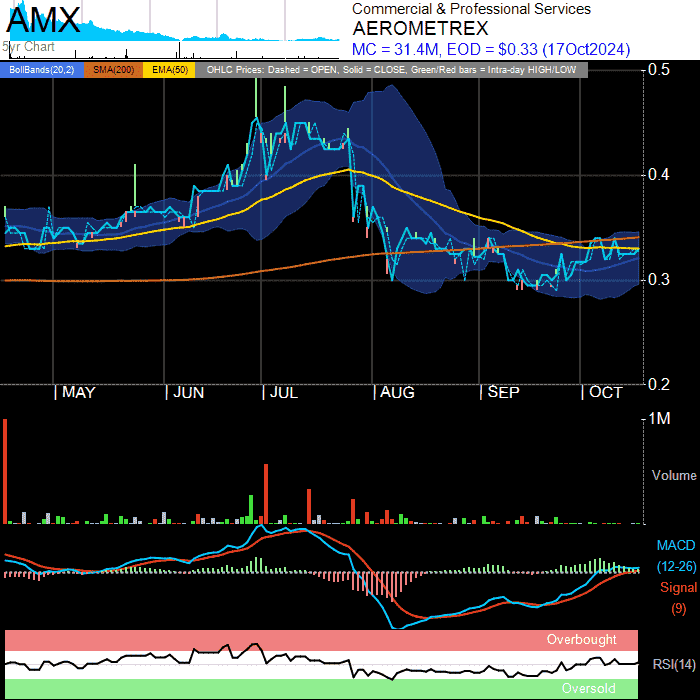 AMX
5yr Chart
Commercial & Professional Services
AEROMETREX
MC = 31.4M, EOD = $0.33 (17Oct2024)
BollBands(20,2) SMA(200) EMA(50) OHLC Prices: Dashed = OPEN, Solid = CLOSE, Green/Red bars = Intra-day HIGH/LOW
0.5
0.4
0.3
0.2
MAY JUN JUL AUG SEP OCT
1M
Volume
MACD
(12-26)
Signal
(9)
Overbought
RSI(14)
Oversold